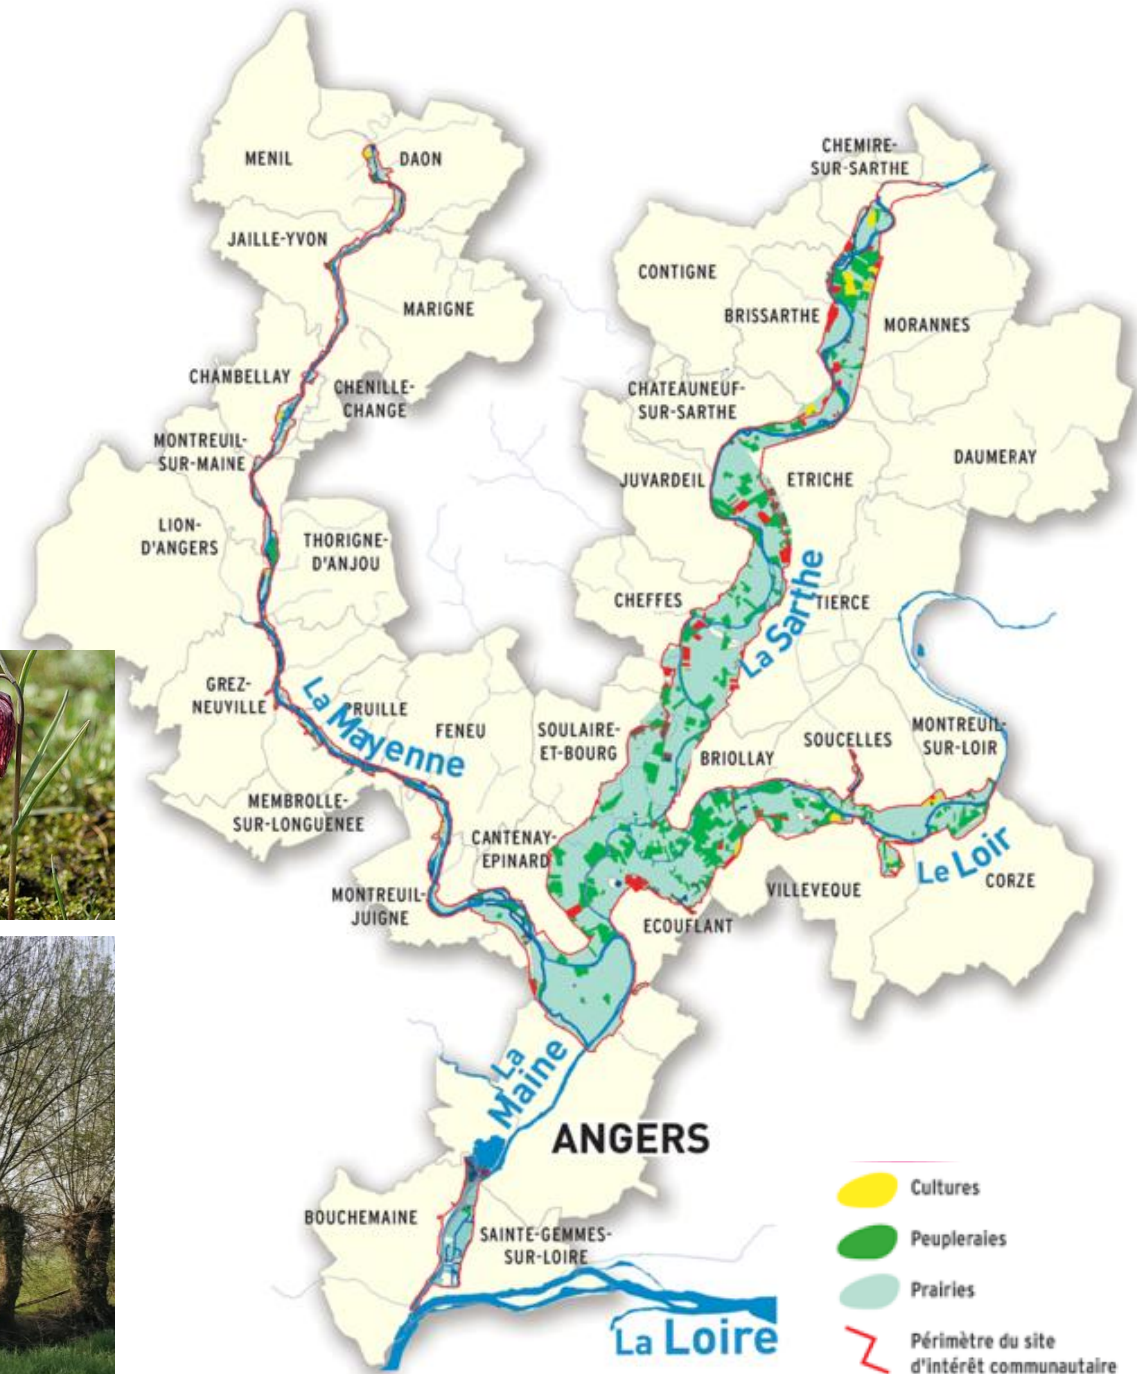 MENIL
DAON
CHEMIRE-
SUR-SARTHE
JAILLE-YVON
CONTIGNE
MARIGNE
BRISSARTHE
MORANNES
CHAMBELLAY
CHENILLE-
CHANGE
CHATEAUNEUF-
SUR-SARTHE
MONTREUIL-
SUR-MAINE
JUVARDEIL
ETRICHE
DAUMERAY
LION-
D'ANGERS
THORIGNE-
D'ANJOU
CHEFFES
La Sarthe
TIERCE
GREZ-
NEUVILLE
La Mayenne
PRUILLE
FENEU
SOULAIRE-
ET-BOURG
BRIOLLAY
SOUCELLES
MONTREUIL-
SUR-LOIR
MEMBROLLE-
SUR-LONGUENEE
CANTENAY-
EPINARD
MONTREUIL-
JUIGNE
VILLEVEQUE
Le Loir
CORZE
ECOUFLANT
La
Maine
ANGERS
BOUCHEMAINE
SAINTE-GEMMES-
SUR-LOIRE
La Loire
Cultures
Peupleraies
Prairies
Périmètre du site
d'intérêt communautaire